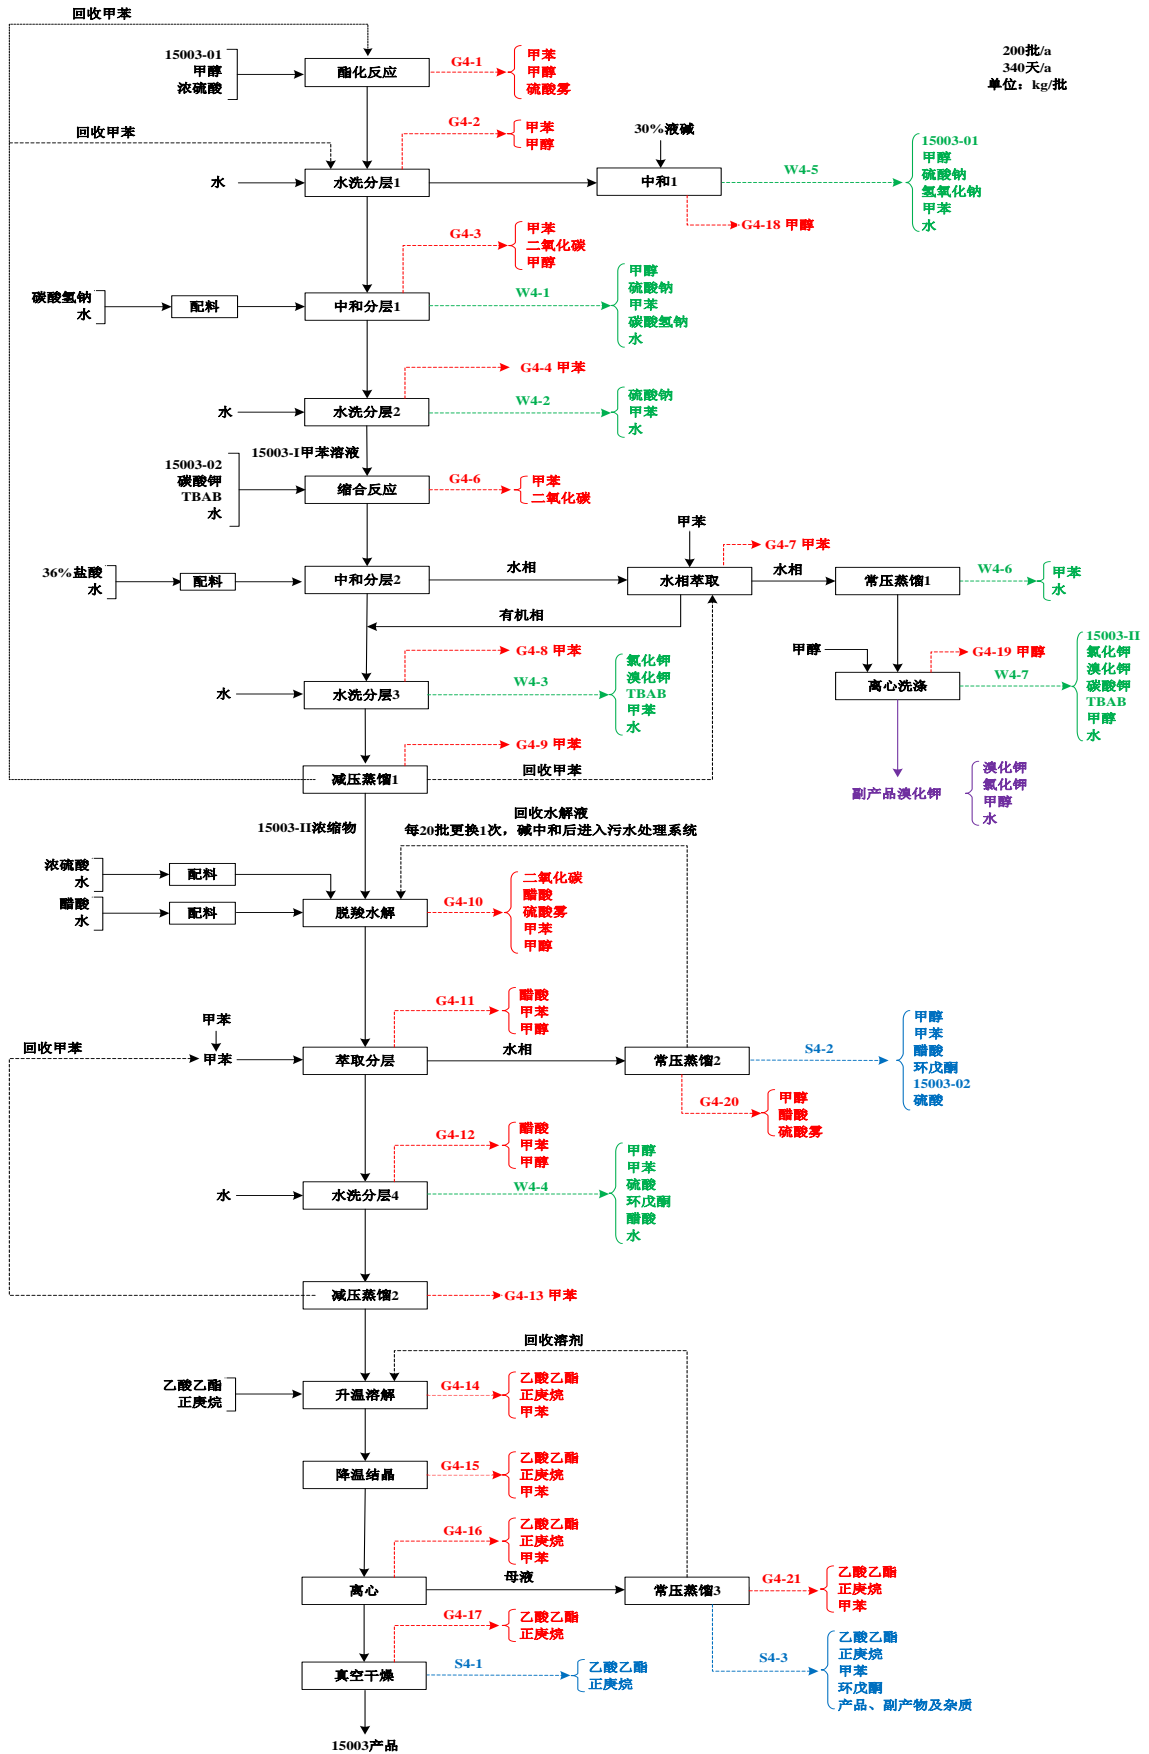 回收甲苯
200批/a
340天/a
单位：kg/批
15003-01
甲醇
浓硫酸
酯化反应
G4-1
甲苯
甲醇
硫酸雾
回收甲苯
G4-2
甲苯
甲醇
30%液碱
水
水洗分层1
中和1
W4-5
15003-01
甲醇
硫酸钠
氢氧化钠
甲苯
水
G4-18 甲醇
G4-3
甲苯
二氧化碳
甲醇
碳酸氢钠
水
配料
中和分层1
W4-1
甲醇
硫酸钠
甲苯
碳酸氢钠
水
G4-4 甲苯
水
水洗分层2
W4-2
硫酸钠
甲苯
水
15003-I甲苯溶液
15003-02
碳酸钾
TBAB
水
缩合反应
G4-6
甲苯
二氧化碳
甲苯
G4-7 甲苯
36%盐酸
水
配料
中和分层2
水相
水相萃取
水相
常压蒸馏1
W4-6
甲苯
水
有机相
甲醇
G4-19 甲醇
离心洗涤
W4-7
15003-II
氯化钾
溴化钾
碳酸钾
TBAB
甲醇
水
G4-8 甲苯
水
水洗分层3
W4-3
氯化钾
溴化钾
TBAB
甲苯
水
G4-9 甲苯
减压蒸馏1
回收甲苯
副产品溴化钾
溴化钾
氯化钾
甲醇
水
15003-II浓缩物
回收水解液
每20批更换1次，碱中和后进入污水处理系统
浓硫酸
水
配料
醋酸
水
配料
脱羧水解
G4-10
二氧化碳
醋酸
硫酸雾
甲苯
甲醇
G4-11
醋酸
甲苯
甲醇
甲苯
回收甲苯
甲苯
萃取分层
水相
常压蒸馏2
S4-2
甲醇
甲苯
醋酸
环戊酮
15003-02
硫酸
G4-20
甲醇
醋酸
硫酸雾
G4-12
醋酸
甲苯
甲醇
水
水洗分层4
W4-4
甲醇
甲苯
硫酸
环戊酮
醋酸
水
减压蒸馏2
G4-13 甲苯
回收溶剂
乙酸乙酯
正庚烷
升温溶解
G4-14
乙酸乙酯
正庚烷
甲苯
降温结晶
G4-15
乙酸乙酯
正庚烷
甲苯
G4-16
乙酸乙酯
正庚烷
甲苯
离心
母液
常压蒸馏3
G4-21
乙酸乙酯
正庚烷
甲苯
G4-17
乙酸乙酯
正庚烷
真空干燥
S4-1
乙酸乙酯
正庚烷
S4-3
乙酸乙酯
正庚烷
甲苯
环戊酮
产品、副产物及杂质
15003产品